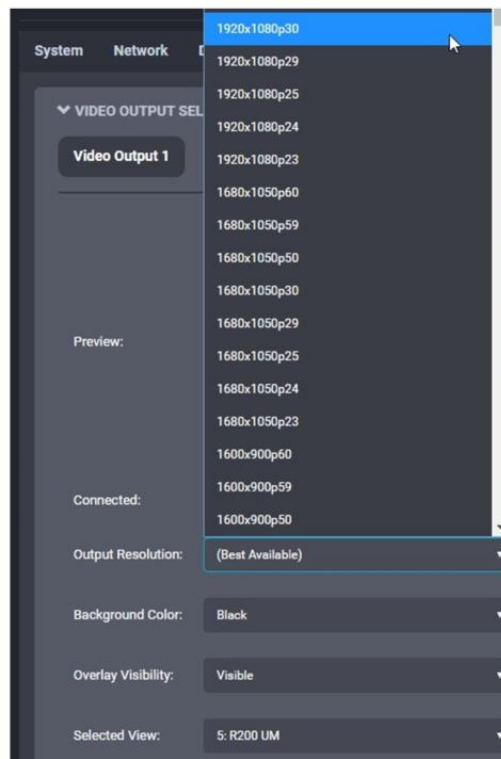 1920x1080p30
System Network
1920x1080p29
1920x1080p25
VIDEO OUTPUT SEL
1920x1080p24
Video Output 1
1920x1080p23
1680x1050p60
1680x1050p59
1680x1050p50
1680x1050p30
1680x1050p29
Preview:
1680x1050p25
1680x1050p24
1680x1050p23
1600x900p60
1600x900p59
Connected:
1600x900p50
Output Resolution: (Best Available)
Background Color: Black
Overlay Visibility: Visible
Selected View: 5: R200 UM